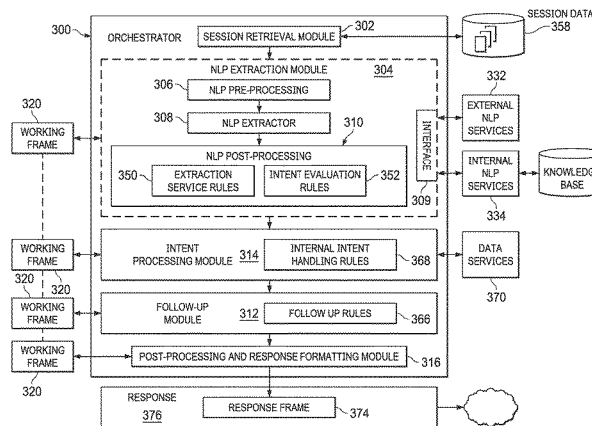 300
ORCHESTRATOR
SESSION RETRIEVAL MODULE
302
SESSION DATA
358
NLP EXTRACTION MODULE
304
306
NLP PRE-PROCESSING
308
NLP EXTRACTOR
310
NLP POST-PROCESSING
350
EXTRACTION
SERVICE RULES
INTENT EVALUATION
RULES
352
INTERFACE
309
332
EXTERNAL
NLP
SERVICES
INTERNAL
NLP
SERVICES
334
KNOWLEDGE
BASE
320
WORKING
FRAME
INTENT
PROCESSING MODULE
314
INTERNAL INTENT
HANDLING RULES
368
DATA
SERVICES
370
WORKING
FRAME
320
320
WORKING
FRAME
FOLLOW-UP
MODULE
312
FOLLOW UP RULES
366
WORKING
FRAME
320
POST-PROCESSING AND RESPONSE FORMATTING MODULE
316
RESPONSE
376
RESPONSE FRAME
374